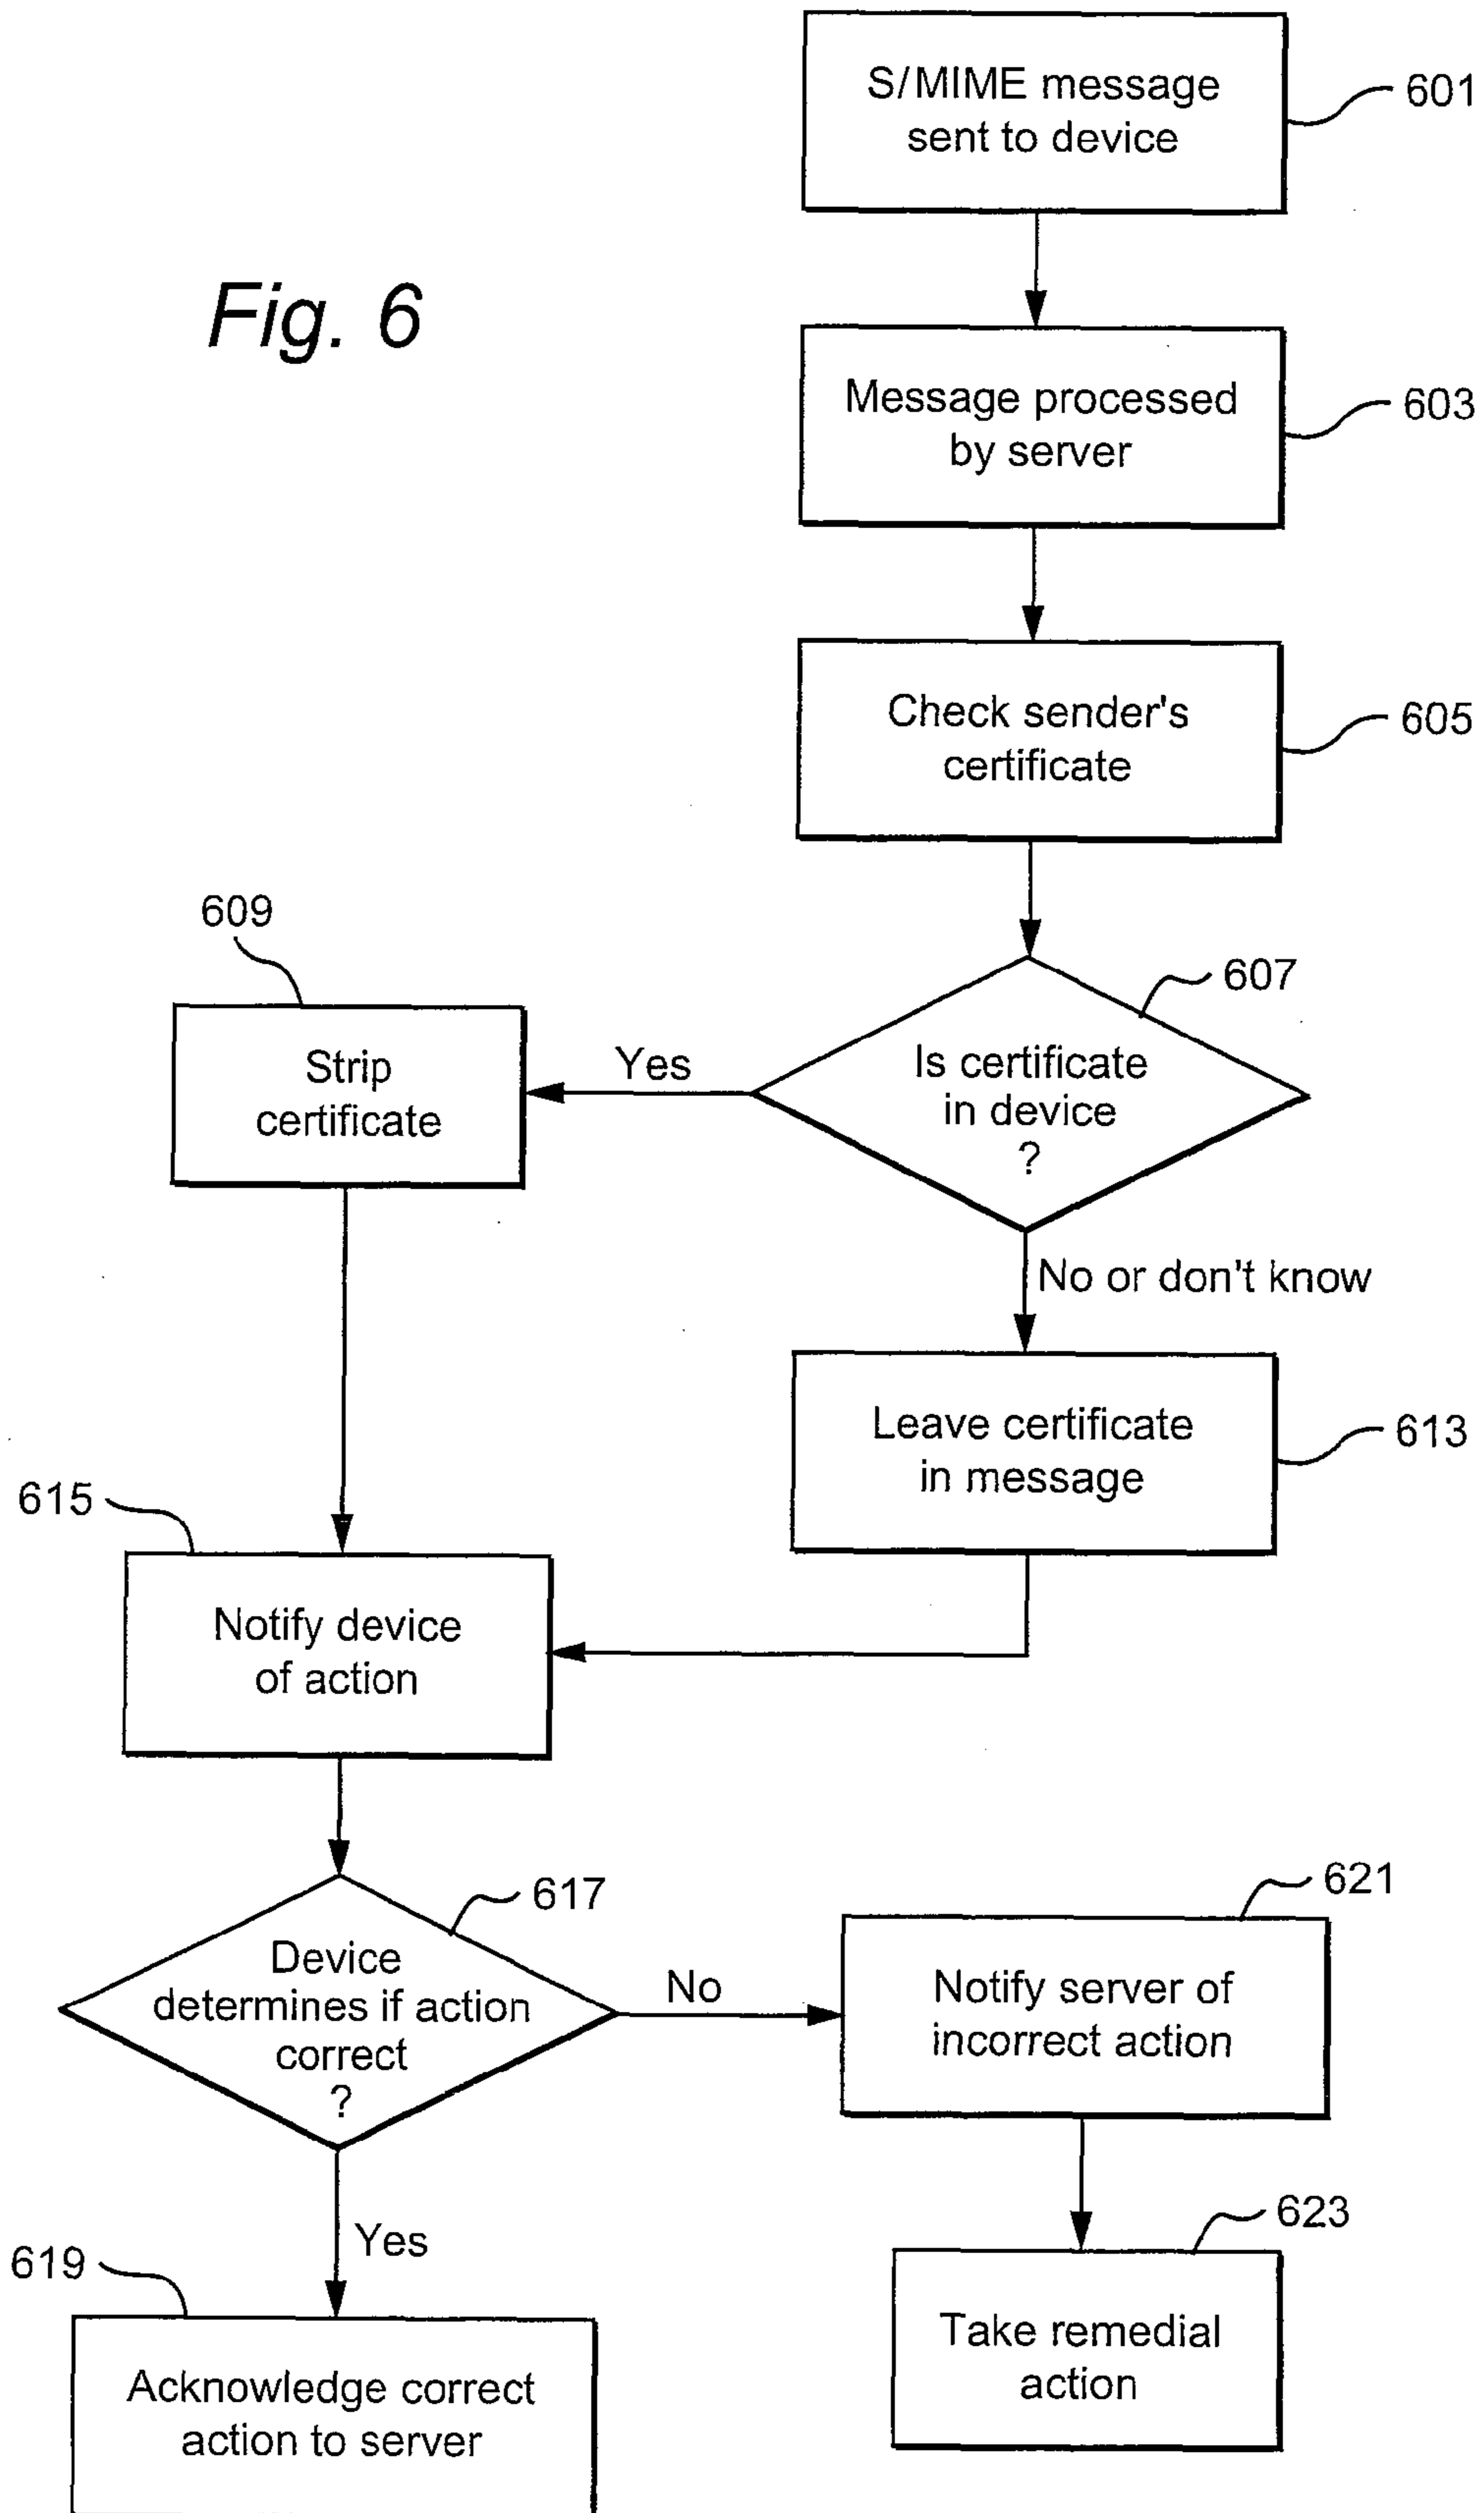 S/MIME message
sent to device
601
Fig. 6
Message processed
by server
603
Check sender's
certificate
605
609
607
Strip
certificate
Yes
Is certificate
in device
?
No or don't know
Leave certificate
in message
613
615
Notify device
of action
617
621
Device
determines if action
correct
?
No
Notify server of
incorrect action
Yes
623
619
Take remedial
action
Acknowledge correct
action to server